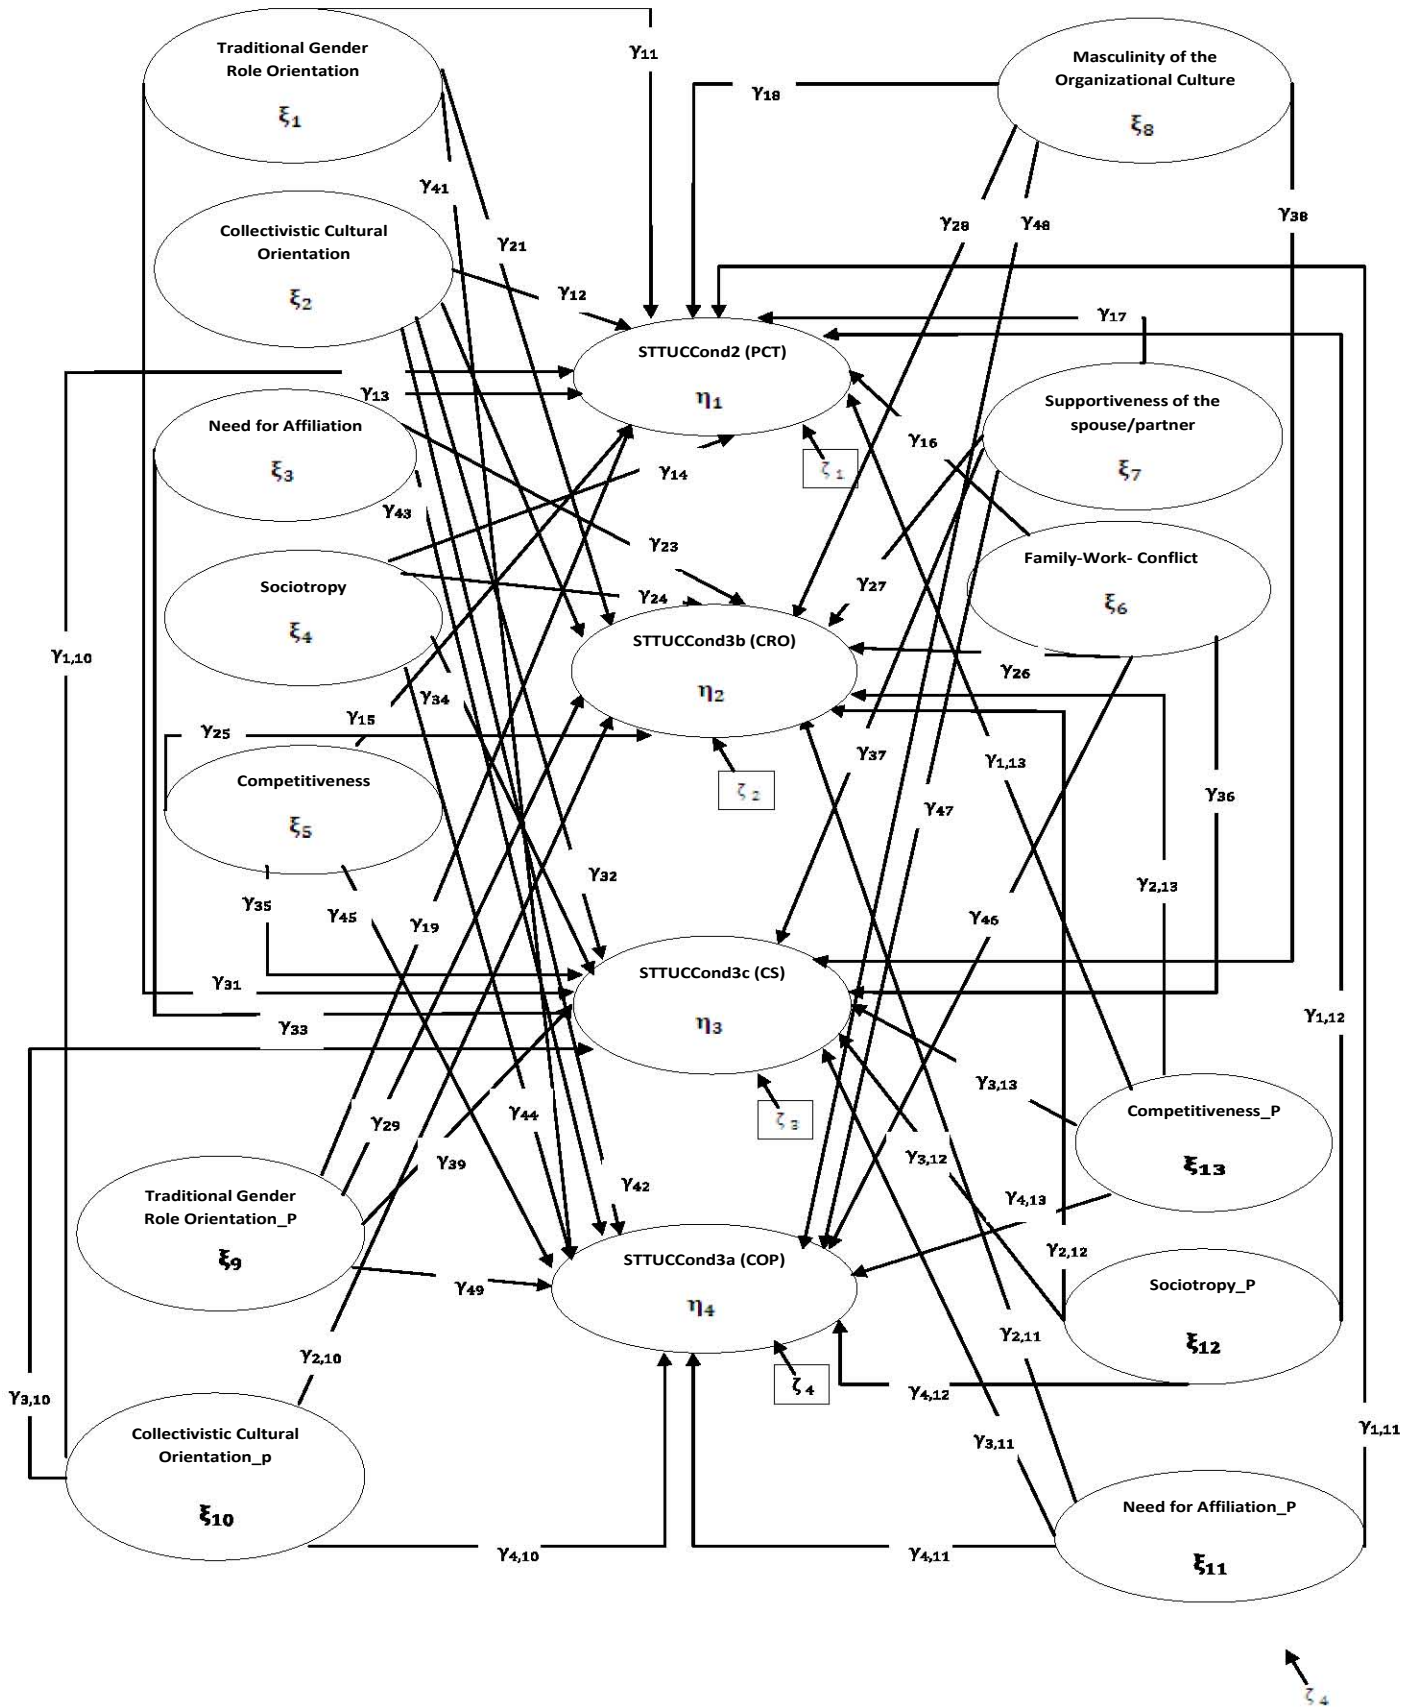 Traditional Gender
Role Orientation
ξ1
γ11
Masculinity of the
Organizational Culture
ξ8
γ18
γ41
γ21
γ28
γ48
γ38
Collectivistic Cultural
Orientation
ξ2
γ12
γ17
STTUCCond2 (PCT)
η1
γ13
Need for Affiliation
ξ3
γ43
γ14
ζ1
γ16
Supportiveness of the
spouse/partner
ξ7
γ23
γ24
γ27
Sociotropy
ξ4
Family-Work- Conflict
ξ6
STTUCCond3b (CRO)
η2
γ26
γ1,10
γ34
γ15
γ25
Competitiveness
ξ5
ζ2
γ37
γ47
γ1,13
γ36
γ32
γ2,13
γ35
γ45
γ19
γ46
γ31
γ33
STTUCCond3c (CS)
η3
γ1,12
γ3,13
ζ3
γ44
γ29
γ39
γ3,12
Competitiveness_P
ξ13
γ42
γ4,13
Traditional Gender
Role Orientation_P
ξ9
γ49
STTUCCond3a (COP)
η4
γ2,12
Sociotropy_P
ξ12
γ2,10
γ2,11
ζ4
γ4,12
γ3,10
γ3,11
γ1,11
Collectivistic Cultural
Orientation_p
ξ10
Need for Affiliation_P
ξ11
γ4,10
γ4,11
ζ4